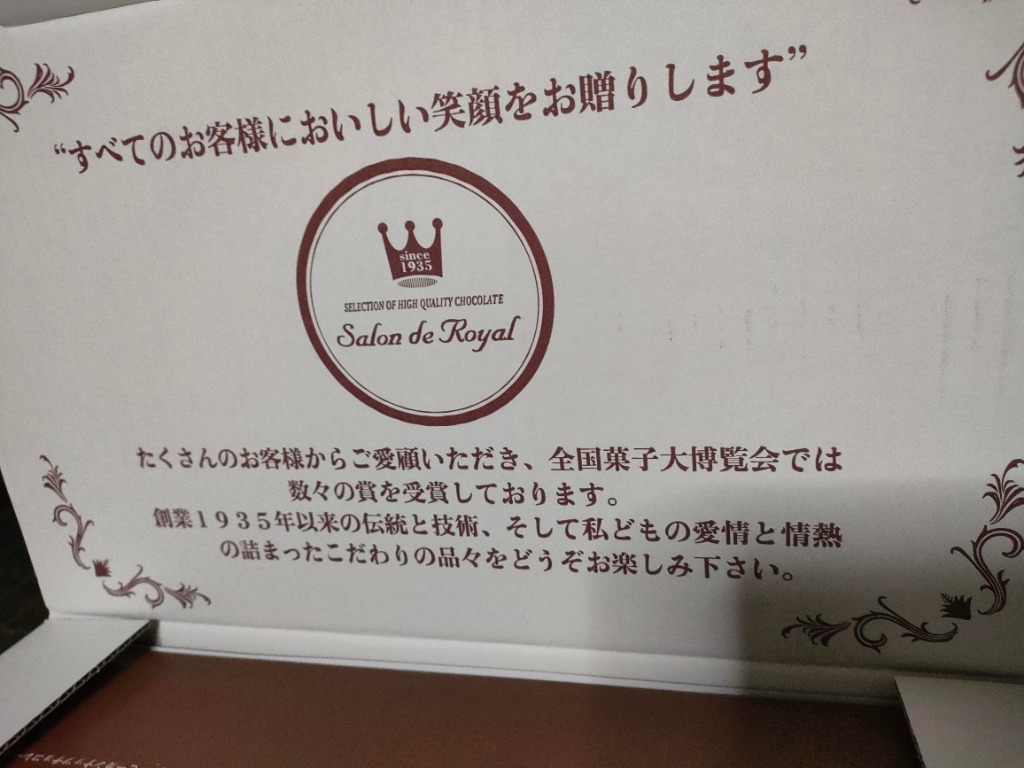 “すべてのお客様においしい笑顔をお贈りします”
since
1935
SELECTION OF HIGH QUALITY CHOCOLATE
Salon de Royal
たくさんのお客様からご愛顧いただき、全国菓子大博覧会では
数々の賞を受賞しております。
創業1935年以来の伝統と技術、そして私どもの愛情と情熱
の詰まったこだわりの品々をどうぞお楽しみ下さい。